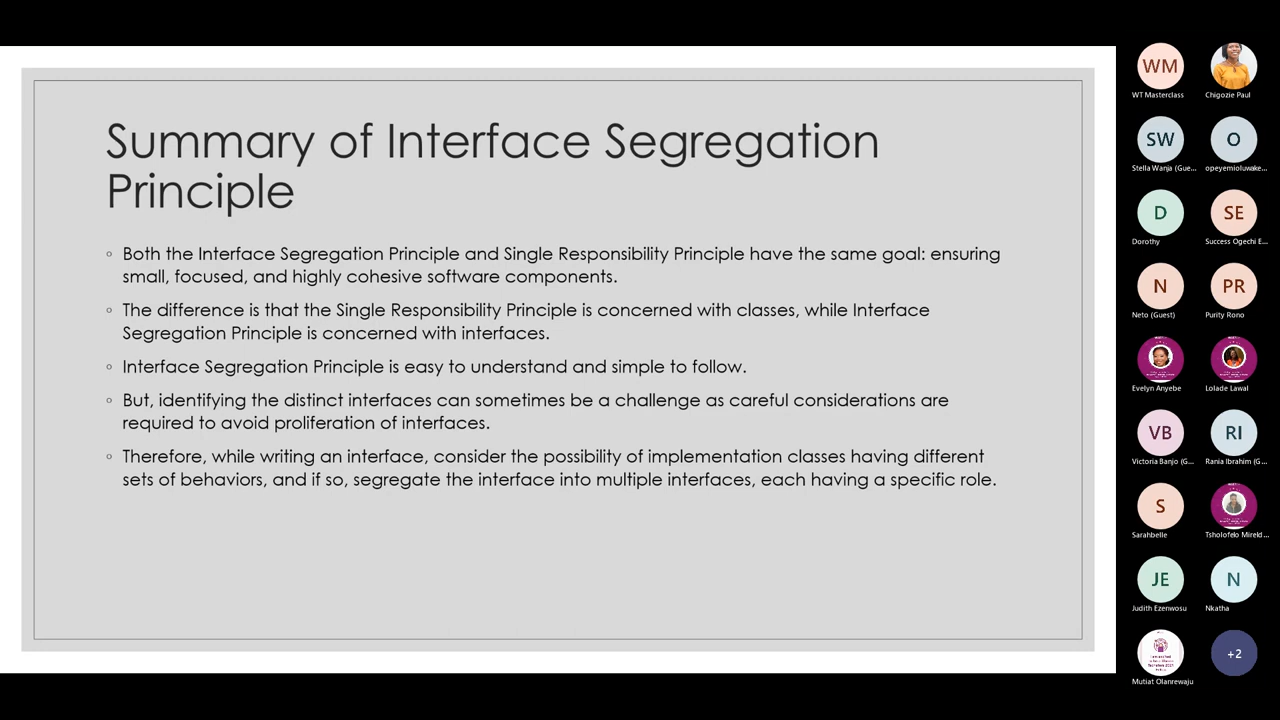 Summary of Interface Segregation
Principle
◦ Both the Interface Segregation Principle and Single Responsibility Principle have the same goal: ensuring
small, focused, and highly cohesive software components.
◦ The difference is that the Single Responsibility Principle is concerned with classes, while Interface
Segregation Principle is concerned with interfaces.
◦ Interface Segregation Principle is easy to understand and simple to follow.
◦ But, identifying the distinct interfaces can sometimes be a challenge as careful considerations are
required to avoid proliferation of interfaces.
◦ Therefore, while writing an interface, consider the possibility of implementation classes having different
sets of behaviors, and if so, segregate the interface into multiple interfaces, each having a specific role.
WM
WT Masterclass
Chigozie Paul
SW
Stella Wanja (Gue...
O
opeyemioluwake...
D
Dorothy
SE
Success Ogechi E...
N
Neto (Guest)
PR
Purity Rono
Evelyn Anyebe
Lolade Lawal
VB
Victoria Banjo (G...
RI
Rania Ibrahim (G...
S
Sarahbelle
Tsholofelo Mireld...
JE
Judith Ezenwosu
N
Nkatha
Mutiat Olanrewaju
+2